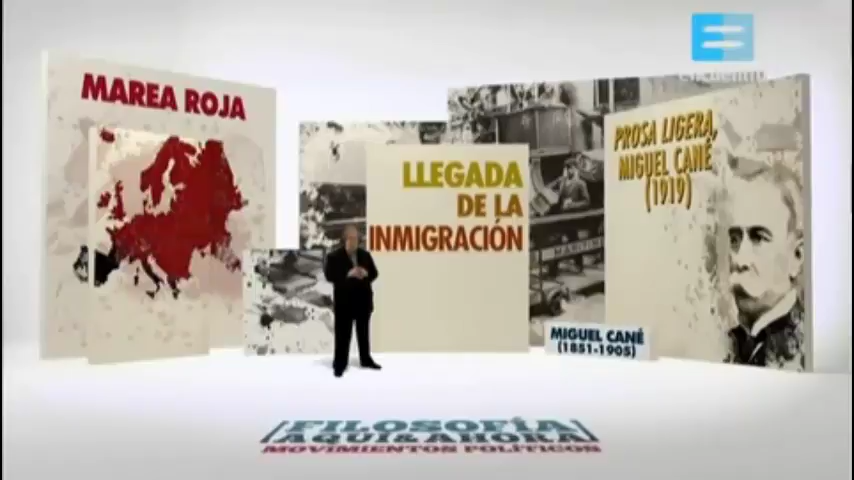 encuentro
MAREA ROJA
LLEGADA
DE LA
INMIGRACIÓN
PROSA LIGERA,
MIGUEL CANÉ
(1919)
MIGUEL CANÉ
(1851-1905)
[FILOSOFÍA
AQUÍ & AHORA]
MOVIMIENTOS POLÍTICOS